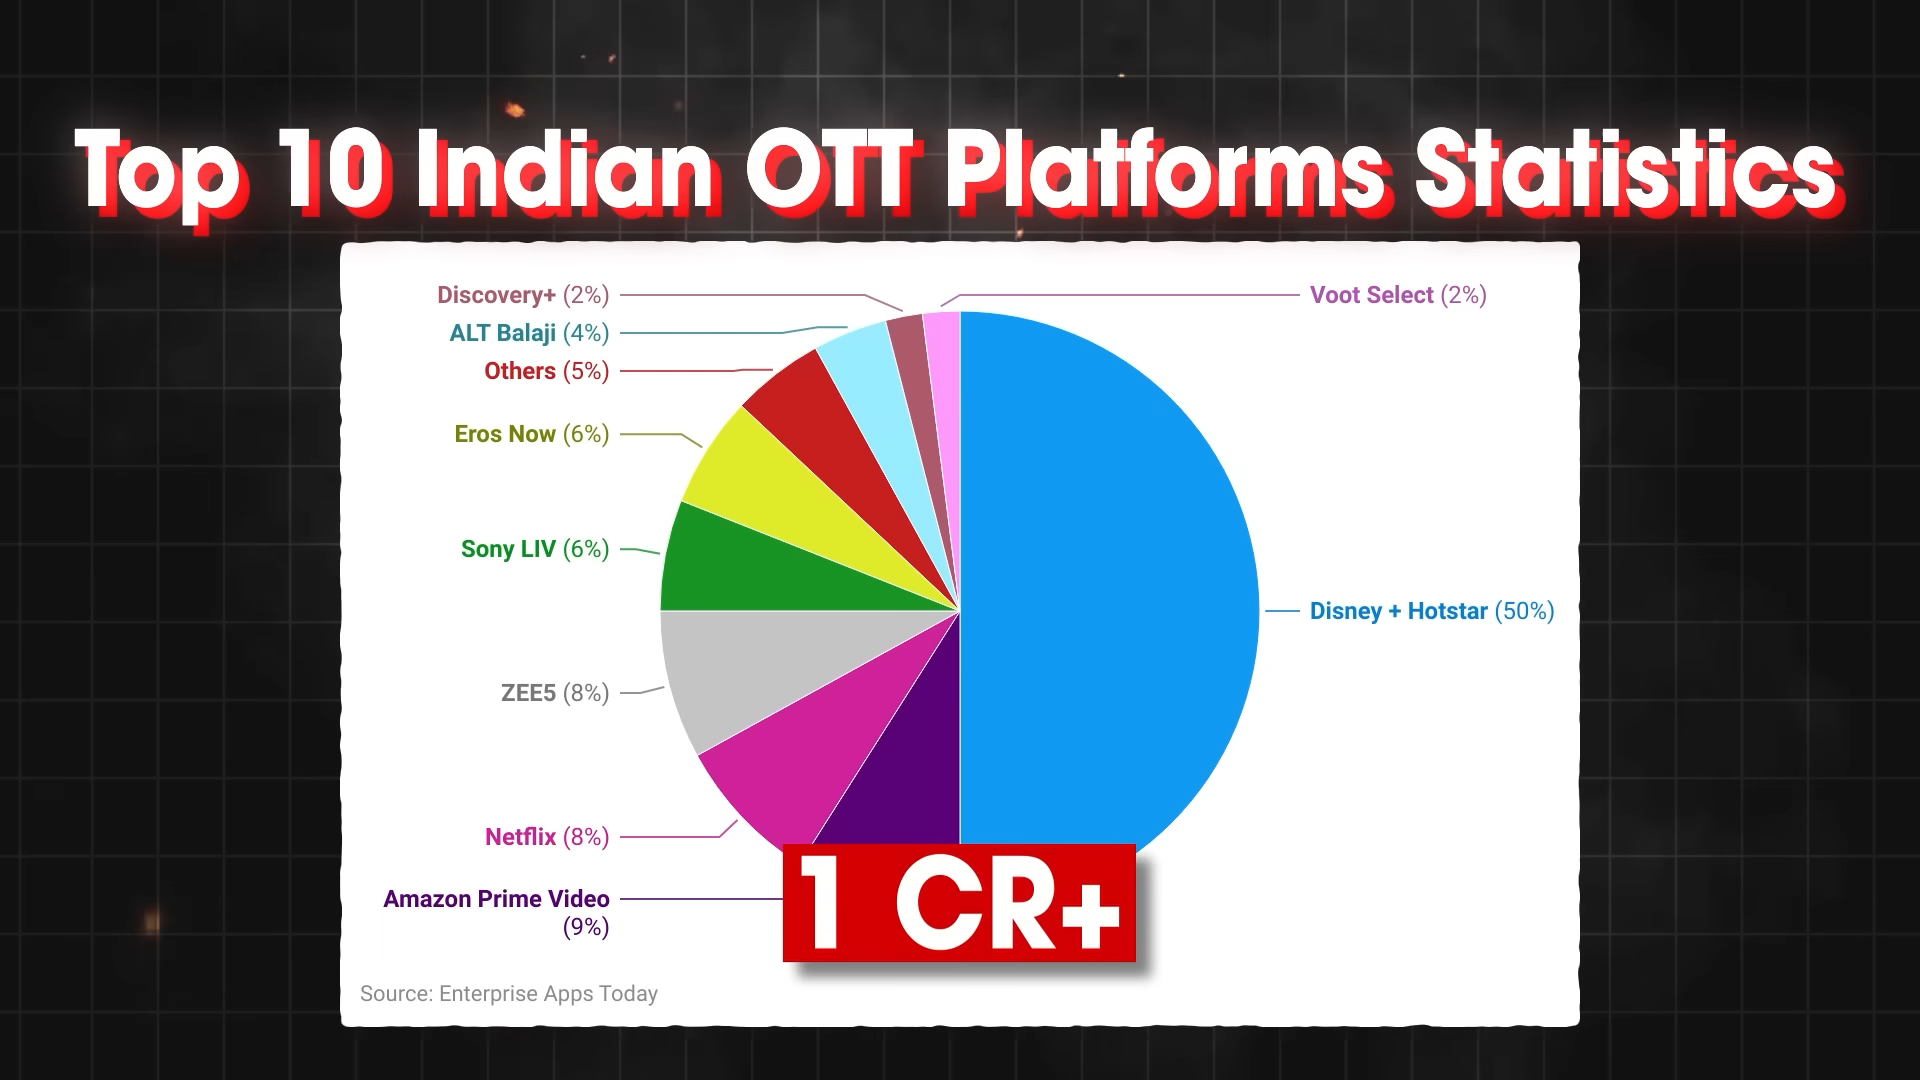 Top 10 Indian OTT Platforms Statistics
Discovery+ (2%)
Voot Select (2%)
ALT Balaji (4%)
Others (5%)
Eros Now (6%)
Sony LIV (6%)
Disney + Hotstar (50%)
ZEE5 (8%)
Netflix (8%)
Amazon Prime Video
(9%)
1 CR+
Source: Enterprise Apps Today